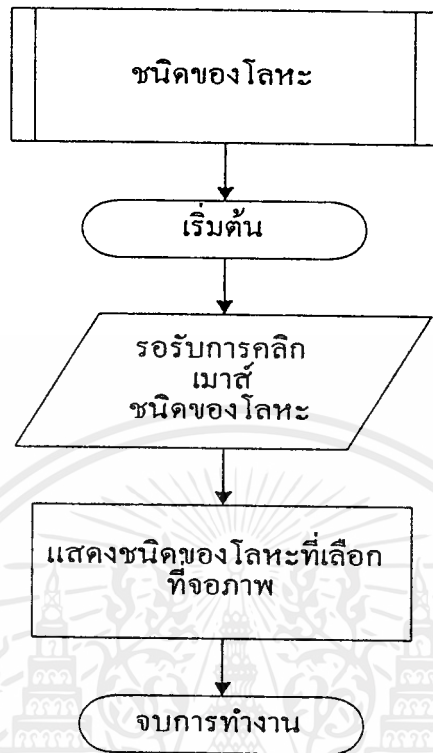 ชนิดของโลหะ
เริ่มต้น
รอรับการคลิก
เมาส์
ชนิดของโลหะ
แสดงชนิดของโลหะที่เลือก
ที่จอภาพ
จบการทำงาน